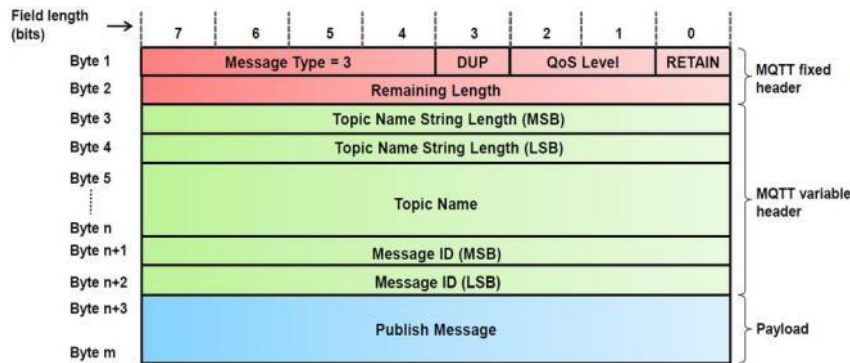 Field length
(bits)
7 6 5 4 3 2 1 0
Byte 1 Message Type = 3 DUP QoS Level RETAIN
MQTT fixed
header
Byte 2 Remaining Length
Byte 3 Topic Name String Length (MSB)
Byte 4 Topic Name String Length (LSB)
Byte 5
Topic Name
MQTT variable
header
Byte n
Byte n+1 Message ID (MSB)
Byte n+2 Message ID (LSB)
Byte n+3
Publish Message
Payload
Byte m